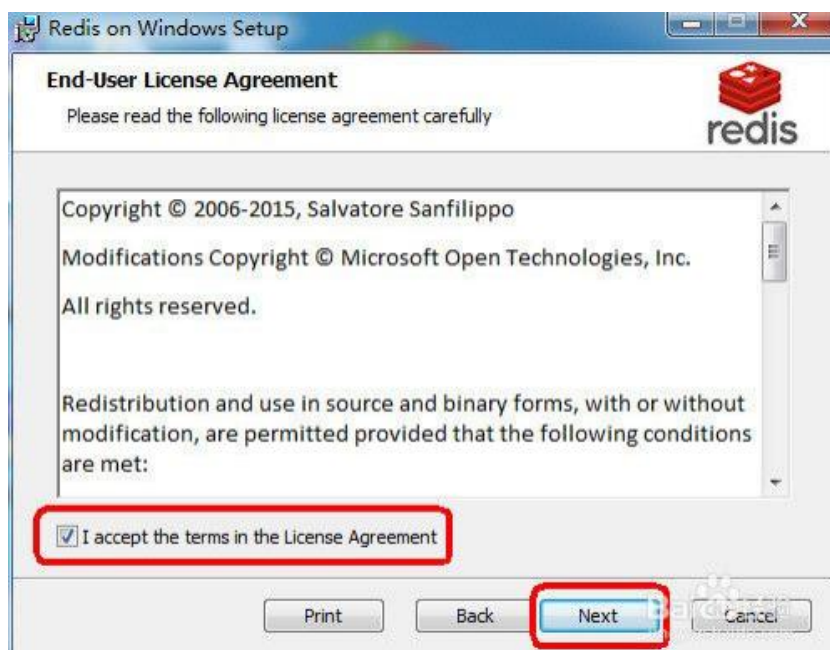 Redis on Windows Setup
End-User License Agreement
Please read the following license agreement carefully
redis
Copyright © 2006-2015, Salvatore Sanfilippo
Modifications Copyright © Microsoft Open Technologies, Inc.
All rights reserved.
Redistribution and use in source and binary forms, with or without
modification, are permitted provided that the following conditions
are met:
I accept the terms in the License Agreement
Print Back Next Cancel